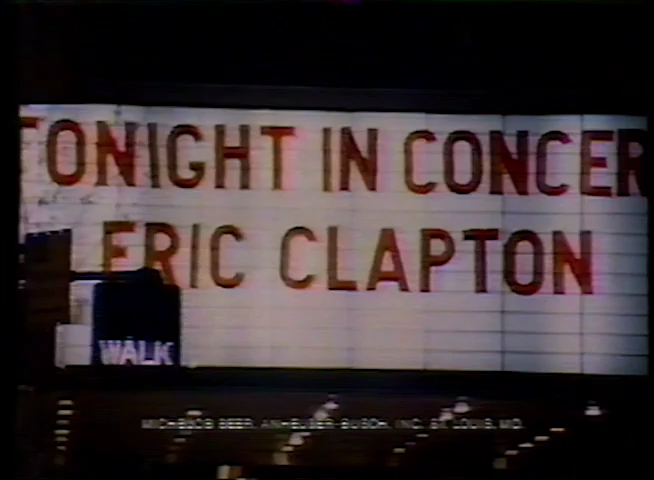 TONIGHT IN CONCER
ERIC CLAPTON
WALK
MICHELOB BEER, ANHEUSER-BUSCH, INC. ST. LOUIS, MO.